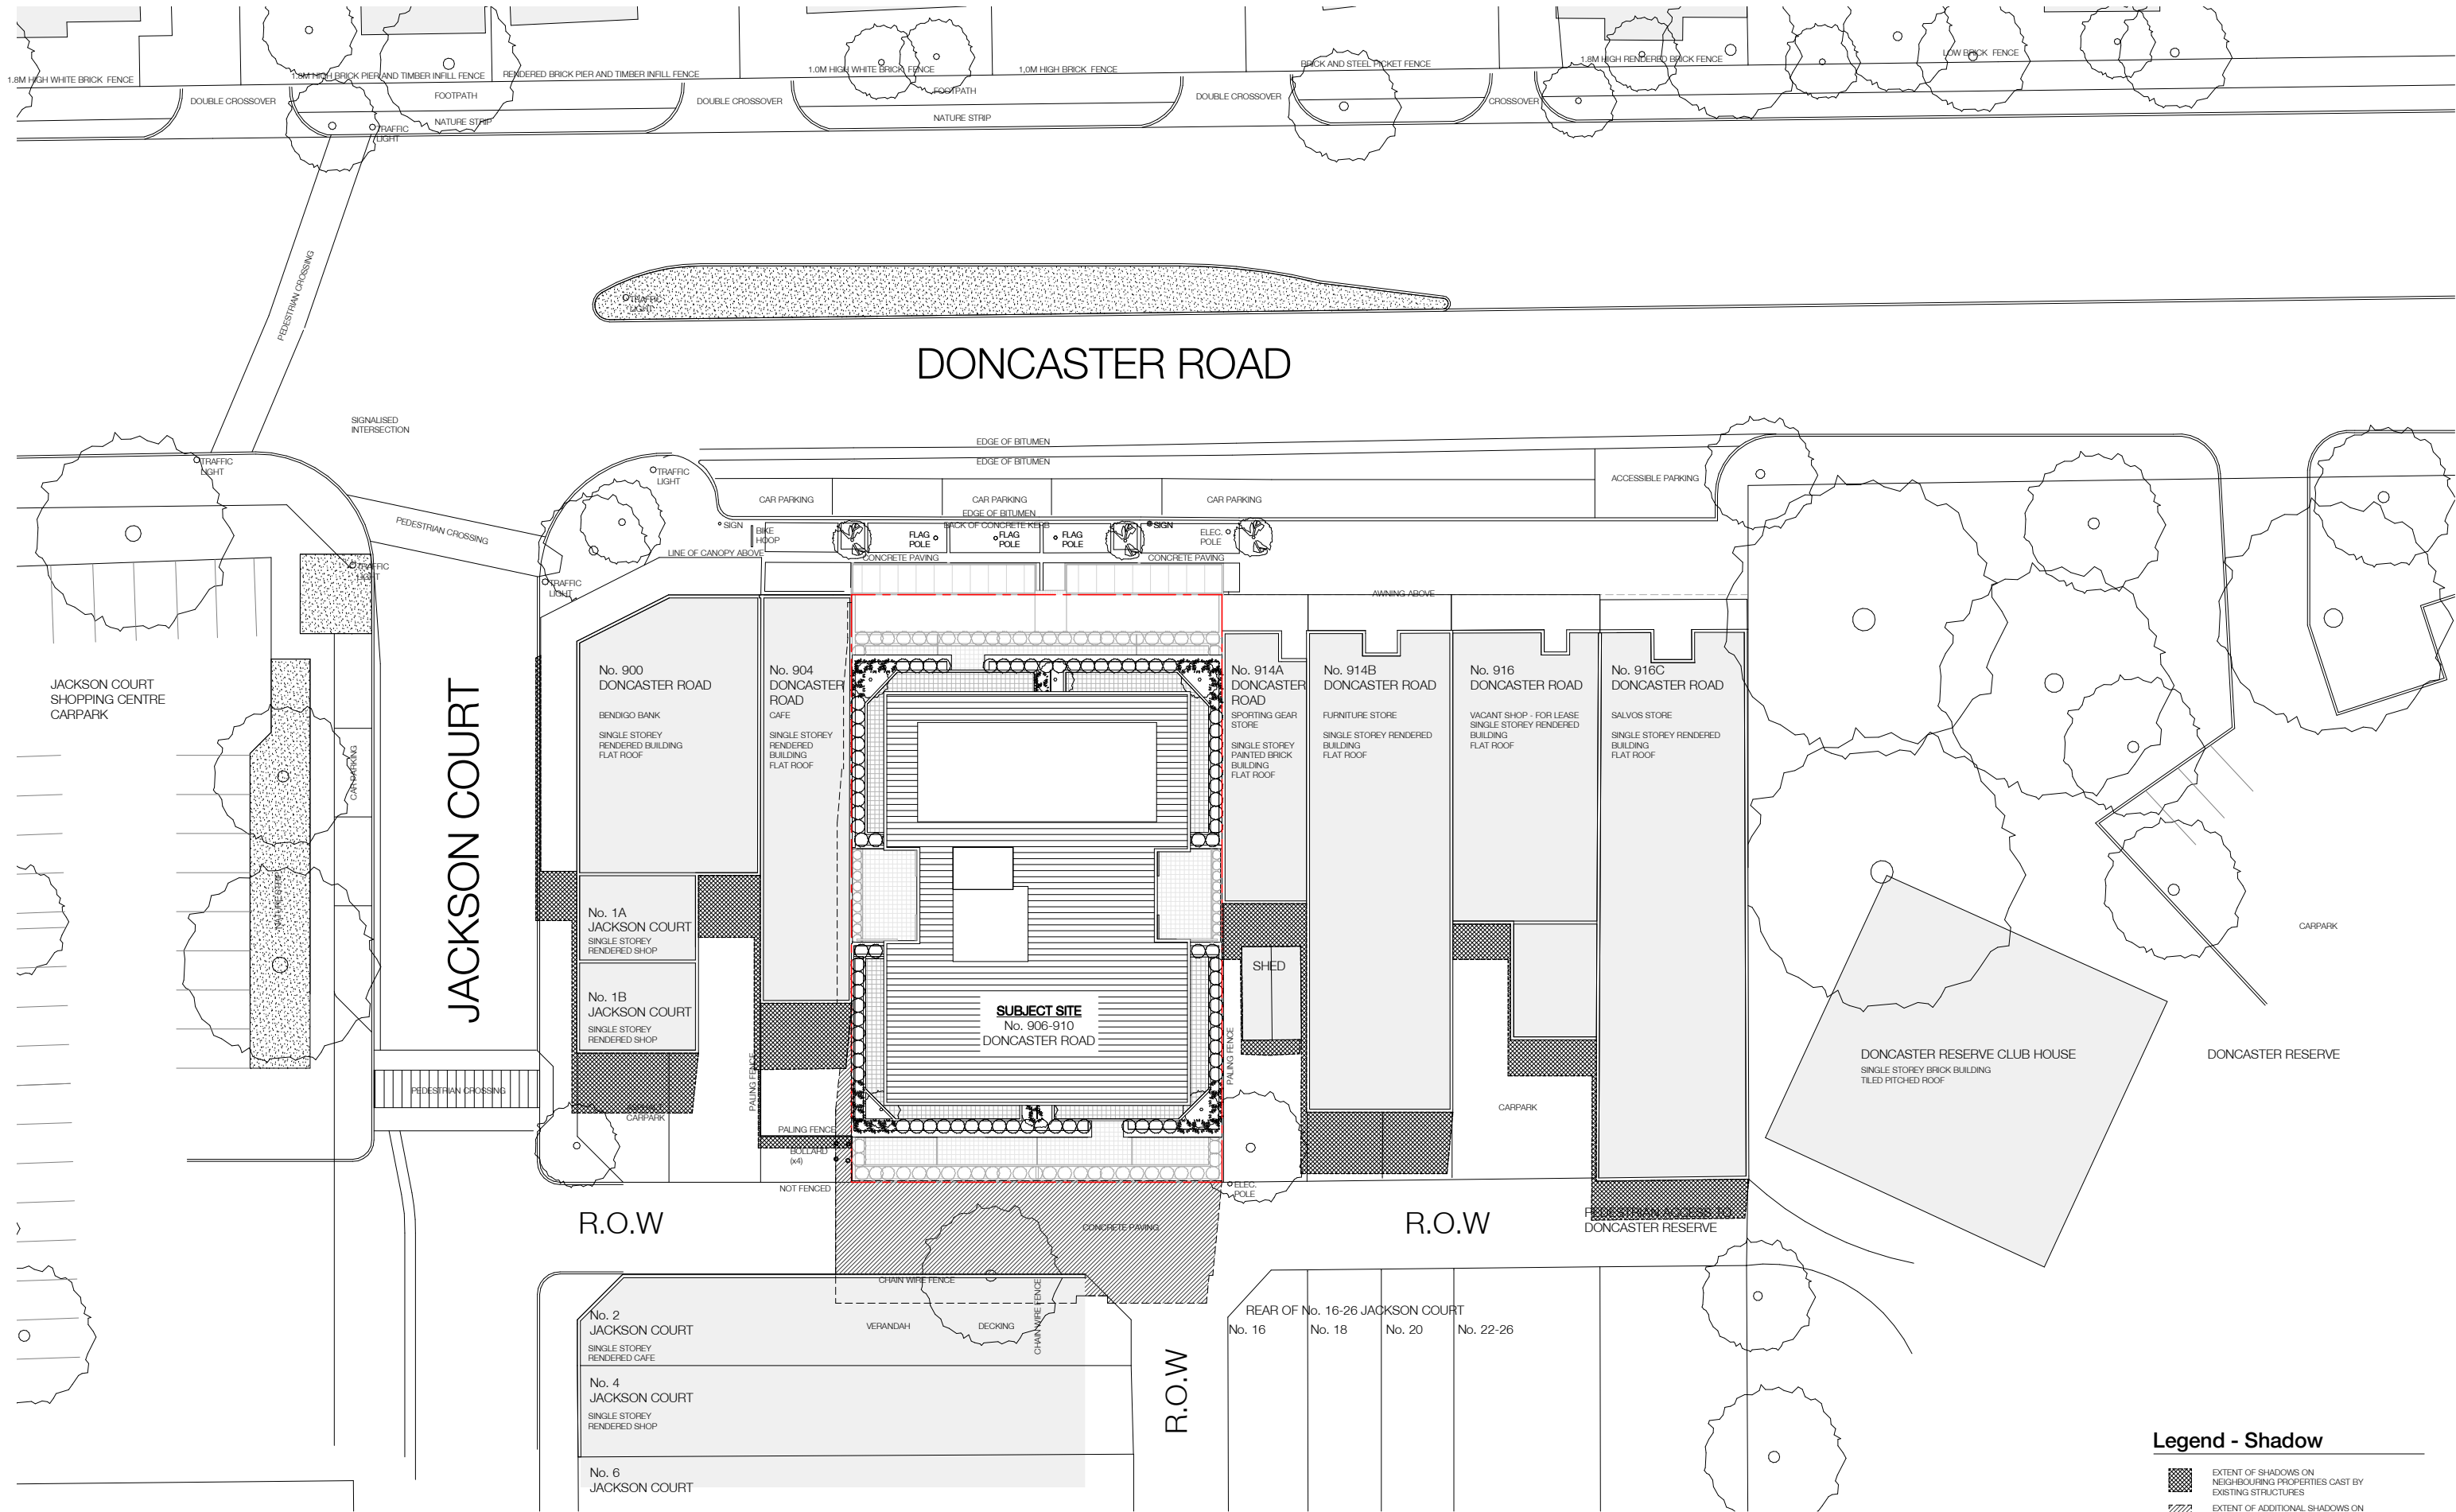 1.8M HIGH WHITE BRICK FENCE
1.8M HIGH BRICK PIER AND TIMBER INFILL FENCE
RENDERED BRICK PIER AND TIMBER INFILL FENCE
1.0M HIGH WHITE BRICK FENCE
1.0M HIGH BRICK FENCE
BRICK AND STEEL PICKET FENCE
1.8M HIGH RENDERED BRICK FENCE
LOW BRICK FENCE
DOUBLE CROSSOVER
FOOTPATH
DOUBLE CROSSOVER
FOOTPATH
DOUBLE CROSSOVER
CROSSOVER
NATURE STRIP
NATURE STRIP
TRAFFIC
LIGHT
PEDESTRIAN CROSSING
TRAFFIC
LIGHT
DONCASTER ROAD
SIGNALISED
INTERSECTION
EDGE OF BITUMEN
EDGE OF BITUMEN
TRAFFIC
LIGHT
TRAFFIC
LIGHT
ACCESSIBLE PARKING
CAR PARKING
CAR PARKING
CAR PARKING
EDGE OF BITUMEN
BACK OF CONCRETE KERB
PEDESTRIAN CROSSING
SIGN
BIKE
HOOP
FLAG
POLE
FLAG
POLE
FLAG
POLE
SIGN
ELEC.
POLE
LINE OF CANOPY ABOVE
CONCRETE PAVING
CONCRETE PAVING
TRAFFIC
LIGHT
TRAFFIC
LIGHT
AWNING ABOVE
JACKSON COURT
SHOPPING CENTRE
CARPARK
CAR PARKING
NATURE STRIP
JACKSON COURT
No. 900
DONCASTER ROAD
BENDIGO BANK
SINGLE STOREY
RENDERED BUILDING
FLAT ROOF
No. 904
DONCASTER
ROAD
CAFE
SINGLE STOREY
RENDERED
BUILDING
FLAT ROOF
No. 914A
DONCASTER
ROAD
SPORTING GEAR
STORE
SINGLE STOREY
PAINTED BRICK
BUILDING
FLAT ROOF
No. 914B
DONCASTER ROAD
FURNITURE STORE
SINGLE STOREY RENDERED
BUILDING
FLAT ROOF
No. 916
DONCASTER ROAD
VACANT SHOP - FOR LEASE
SINGLE STOREY RENDERED
BUILDING
FLAT ROOF
No. 916C
DONCASTER ROAD
SALVOS STORE
SINGLE STOREY RENDERED
BUILDING
FLAT ROOF
No. 1A
JACKSON COURT
SINGLE STOREY
RENDERED SHOP
No. 1B
JACKSON COURT
SINGLE STOREY
RENDERED SHOP
SHED
CARPARK
SUBJECT SITE
No. 906-910
DONCASTER ROAD
PALING FENCE
PALING FENCE
DONCASTER RESERVE CLUB HOUSE
SINGLE STOREY BRICK BUILDING
TILED PITCHED ROOF
DONCASTER RESERVE
PEDESTRIAN CROSSING
CARPARK
CARPARK
PALING FENCE
BOLLARD
(x4)
NOT FENCED
ELEC.
POLE
R.O.W
CONCRETE PAVING
R.O.W
PEDESTRIAN ACCESS TO
DONCASTER RESERVE
CHAIN WIRE FENCE
CHAIN WIRE FENCE
No. 2
JACKSON COURT
SINGLE STOREY
RENDERED CAFE
VERANDAH
DECKING
REAR OF No. 16-26 JACKSON COURT
No. 16
No. 18
No. 20
No. 22-26
No. 4
JACKSON COURT
SINGLE STOREY
RENDERED SHOP
R.O.W
No. 6
JACKSON COURT
Legend - Shadow
EXTENT OF SHADOWS ON
NEIGHBOURING PROPERTIES CAST BY
EXISTING STRUCTURES
EXTENT OF ADDITIONAL SHADOWS ON